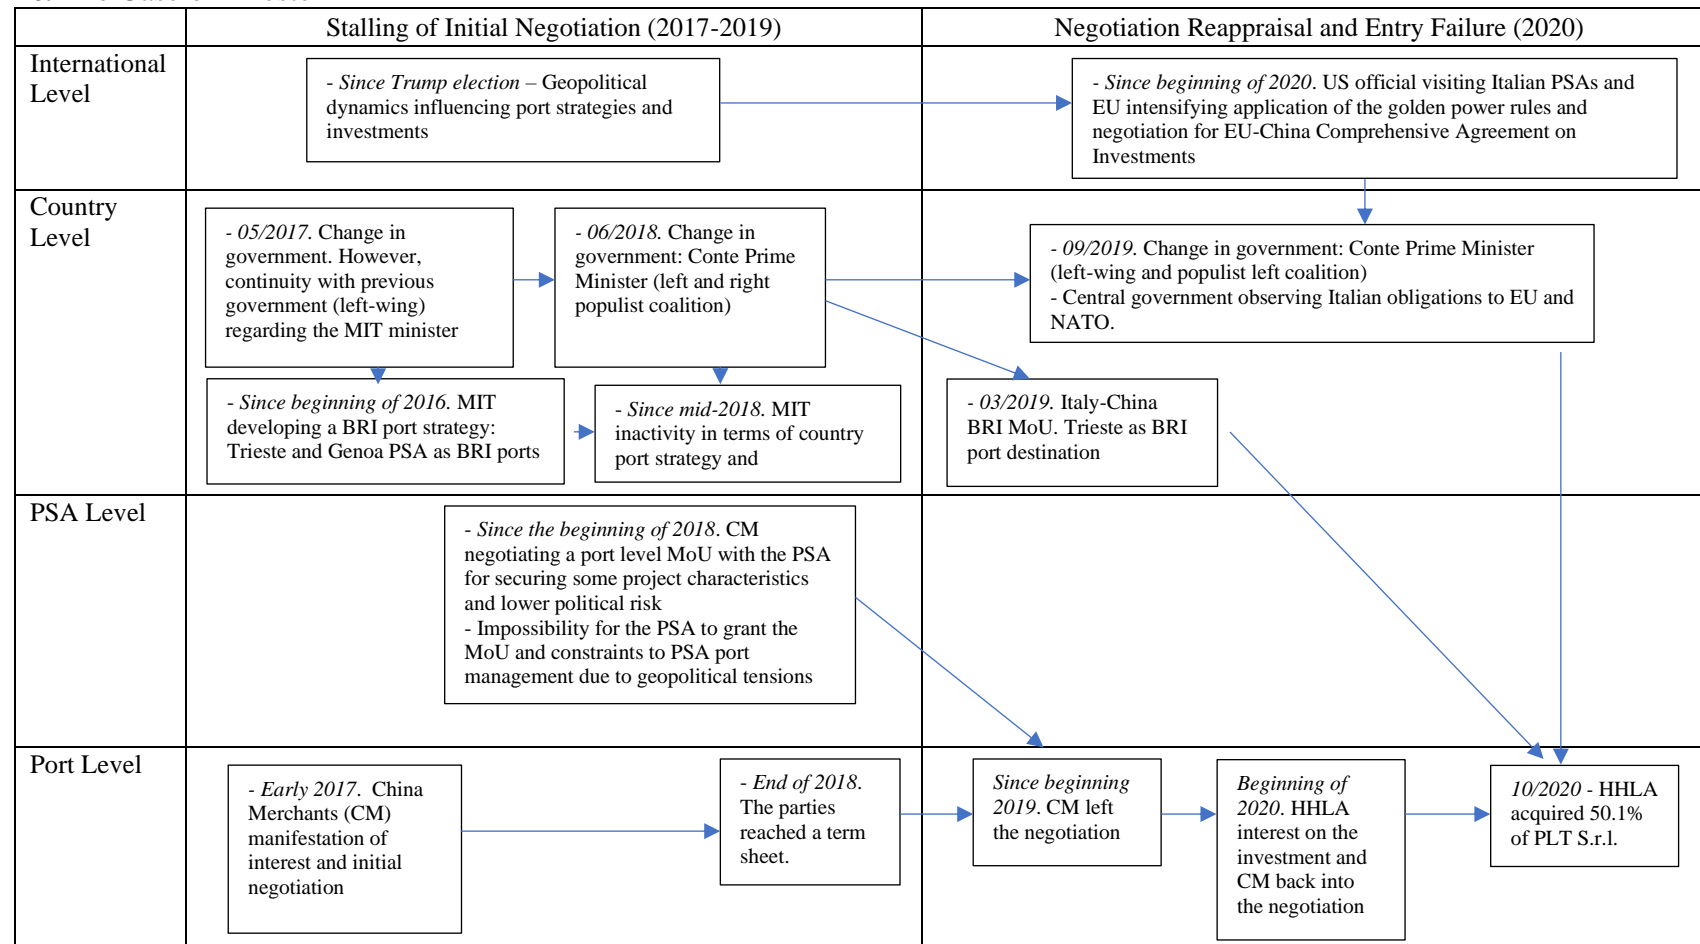 Stalling of Initial Negotiation (2017-2019)
Negotiation Reappraisal and Entry Failure (2020)
International
Level
- Since Trump election – Geopolitical
dynamics influencing port strategies and
investments
- Since beginning of 2020. US official visiting Italian PSAs and
EU intensifying application of the golden power rules and
negotiation for EU-China Comprehensive Agreement on
Investments
Country
Level
- 05/2017. Change in
government. However,
continuity with previous
government (left-wing)
regarding the MIT minister
- 06/2018. Change in
government: Conte Prime
Minister (left and right
populist coalition)
- 09/2019. Change in government: Conte Prime Minister
(left-wing and populist left coalition)
- Central government observing Italian obligations to EU and
NATO.
- Since beginning of 2016. MIT
developing a BRI port strategy:
Trieste and Genoa PSA as BRI ports
- Since mid-2018. MIT
inactivity in terms of country
port strategy and
- 03/2019. Italy-China
BRI MoU. Trieste as BRI
port destination
PSA Level
- Since the beginning of 2018. CM
negotiating a port level MoU with the PSA
for securing some project characteristics
and lower political risk
- Impossibility for the PSA to grant the
MoU and constraints to PSA port
management due to geopolitical tensions
Port Level
- Early 2017. China
Merchants (CM)
manifestation of
interest and initial
negotiation
- End of 2018.
The parties
reached a term
sheet.
Since beginning
2019. CM left
the negotiation
Beginning of
2020. HHLA
interest on the
investment and
CM back into
the negotiation
10/2020 - HHLA
acquired 50.1%
of PLT S.r.l.